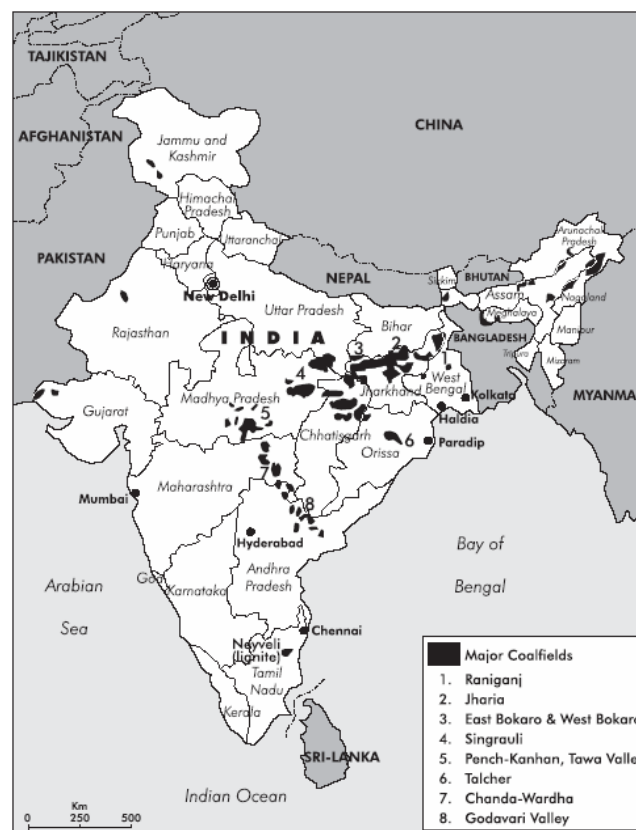 TAJIKISTAN
AFGHANISTAN
CHINA
Jammu and
Kashmir
Himachal
Pradesh
Punjab
Uttaranchal
Haryana
PAKISTAN
New Delhi
NEPAL
Sikkim
BHUTAN
Arunachal
Pradesh
Assam
Nagaland
Meghalaya
Manipur
BANGLADESH
Tripura
Mizoram
MYANMA
Rajasthan
Uttar Pradesh
Bihar
INDIA
1
2
3
4
5
6
7
8
West
Bengal
Jharkhand
Kolkata
Haldia
Gujarat
Madhya Pradesh
Chhattisgarh
Orissa
Paradip
Maharashtra
Mumbai
Hyderabad
Andhra
Pradesh
Goa
Karnataka
Arabian
Sea
Bay of
Bengal
Chennai
Neyveli
(lignite)
Tamil
Nadu
Kerala
SRI-LANKA
Indian Ocean
Km
0 250 500
Major Coalfields
1. Raniganj
2. Jharia
3. East Bokaro & West Bokaro
4. Singrauli
5. Pench-Kanhan, Tawa Valle
6. Talcher
7. Chanda-Wardha
8. Godavari Valley